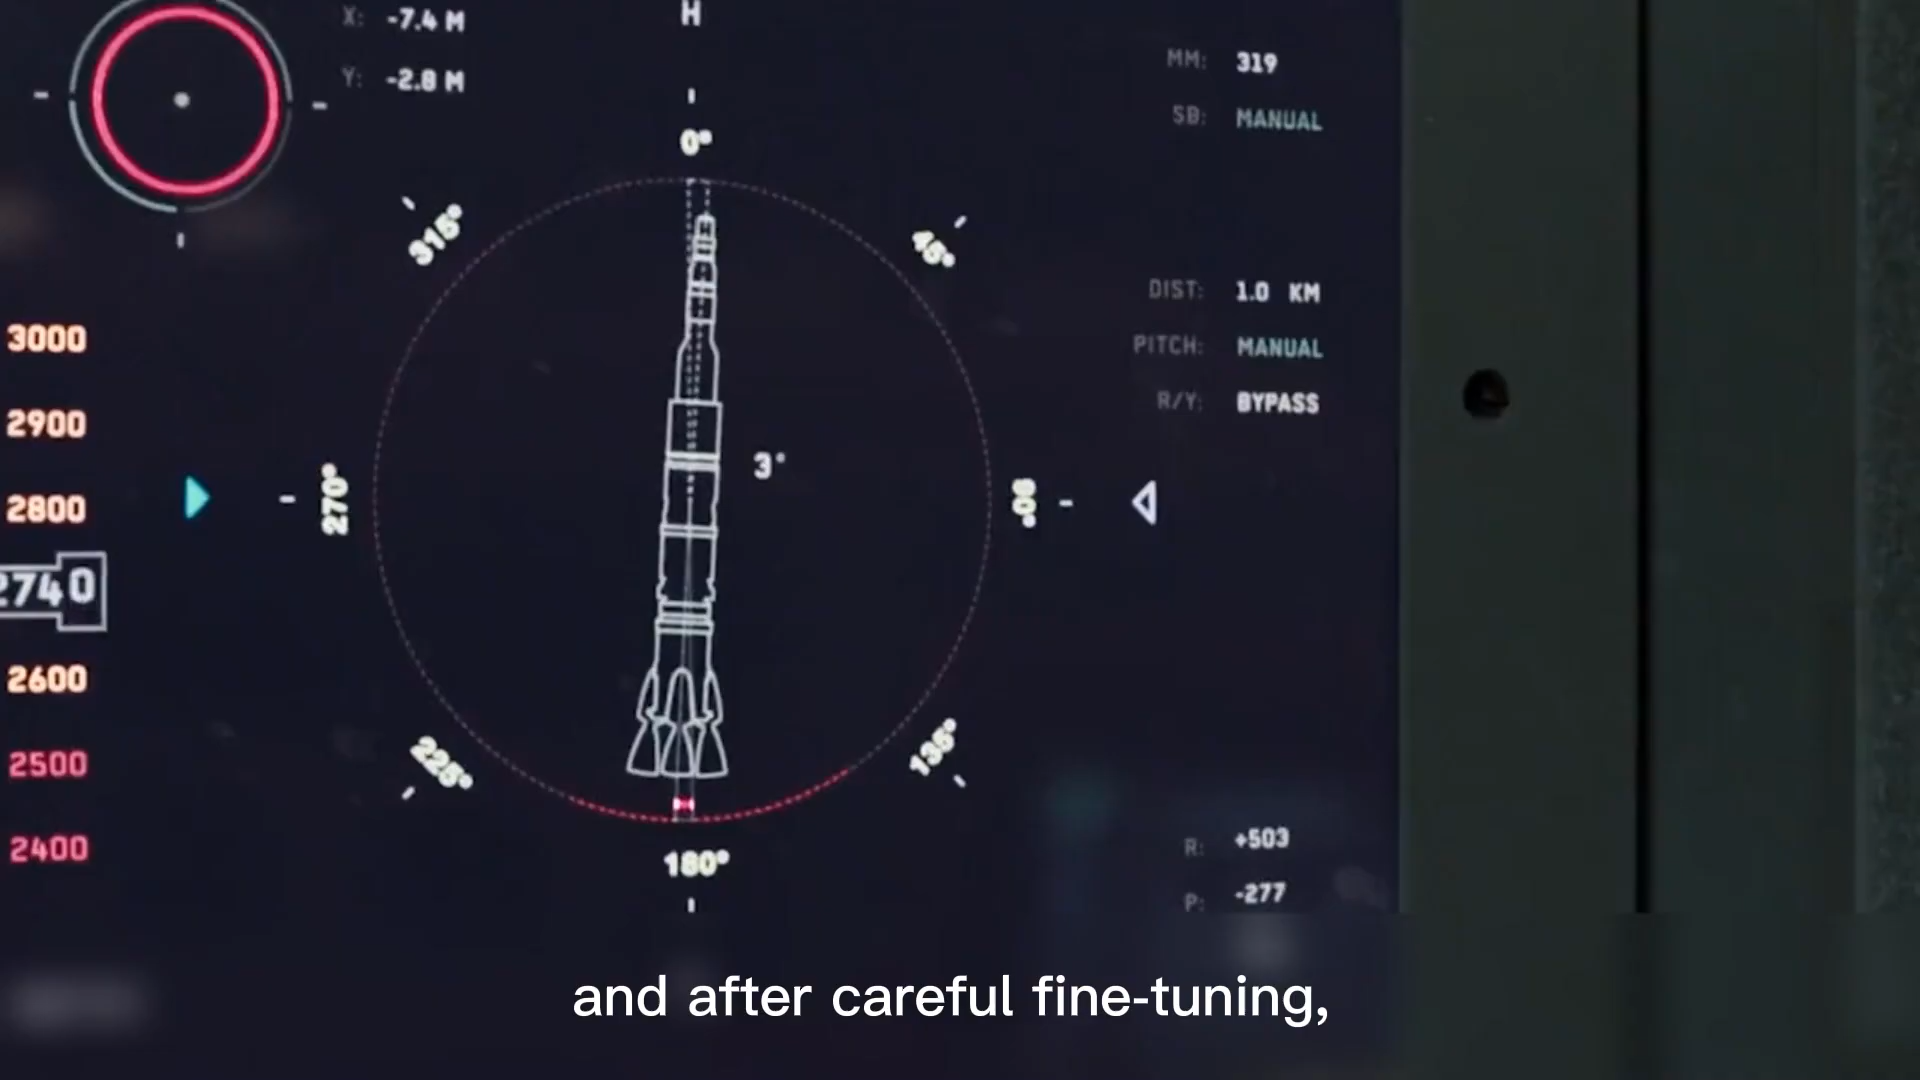 X: -7.4 M
Y: -2.8 M
H
MM: 319
SB: MANUAL
0°
315°
45°
DIST: 1.0 KM
PITCH: MANUAL
R/Y: BYPASS
3000
2900
2800
2740
2600
2500
2400
3°
270°
90°
225°
135°
180°
R: +503
P: -277
and after careful fine-tuning,